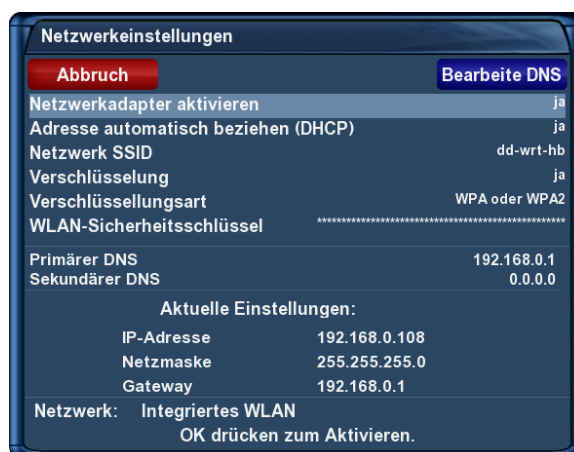 Netzwerkeinstellungen
Abbruch Bearbeite DNS
Netzwerkadapter aktivieren ja
Adresse automatisch beziehen (DHCP) ja
Netzwerk SSID dd-wrt-hb
Verschlüsselung ja
Verschlüssellungsart WPA oder WPA2
WLAN-Sicherheitsschlüssel **************************************************
Primärer DNS 192.168.0.1
Sekundärer DNS 0.0.0.0
Aktuelle Einstellungen:
IP-Adresse 192.168.0.108
Netzmaske 255.255.255.0
Gateway 192.168.0.1
Netzwerk: Integriertes WLAN
OK drücken zum Aktivieren.